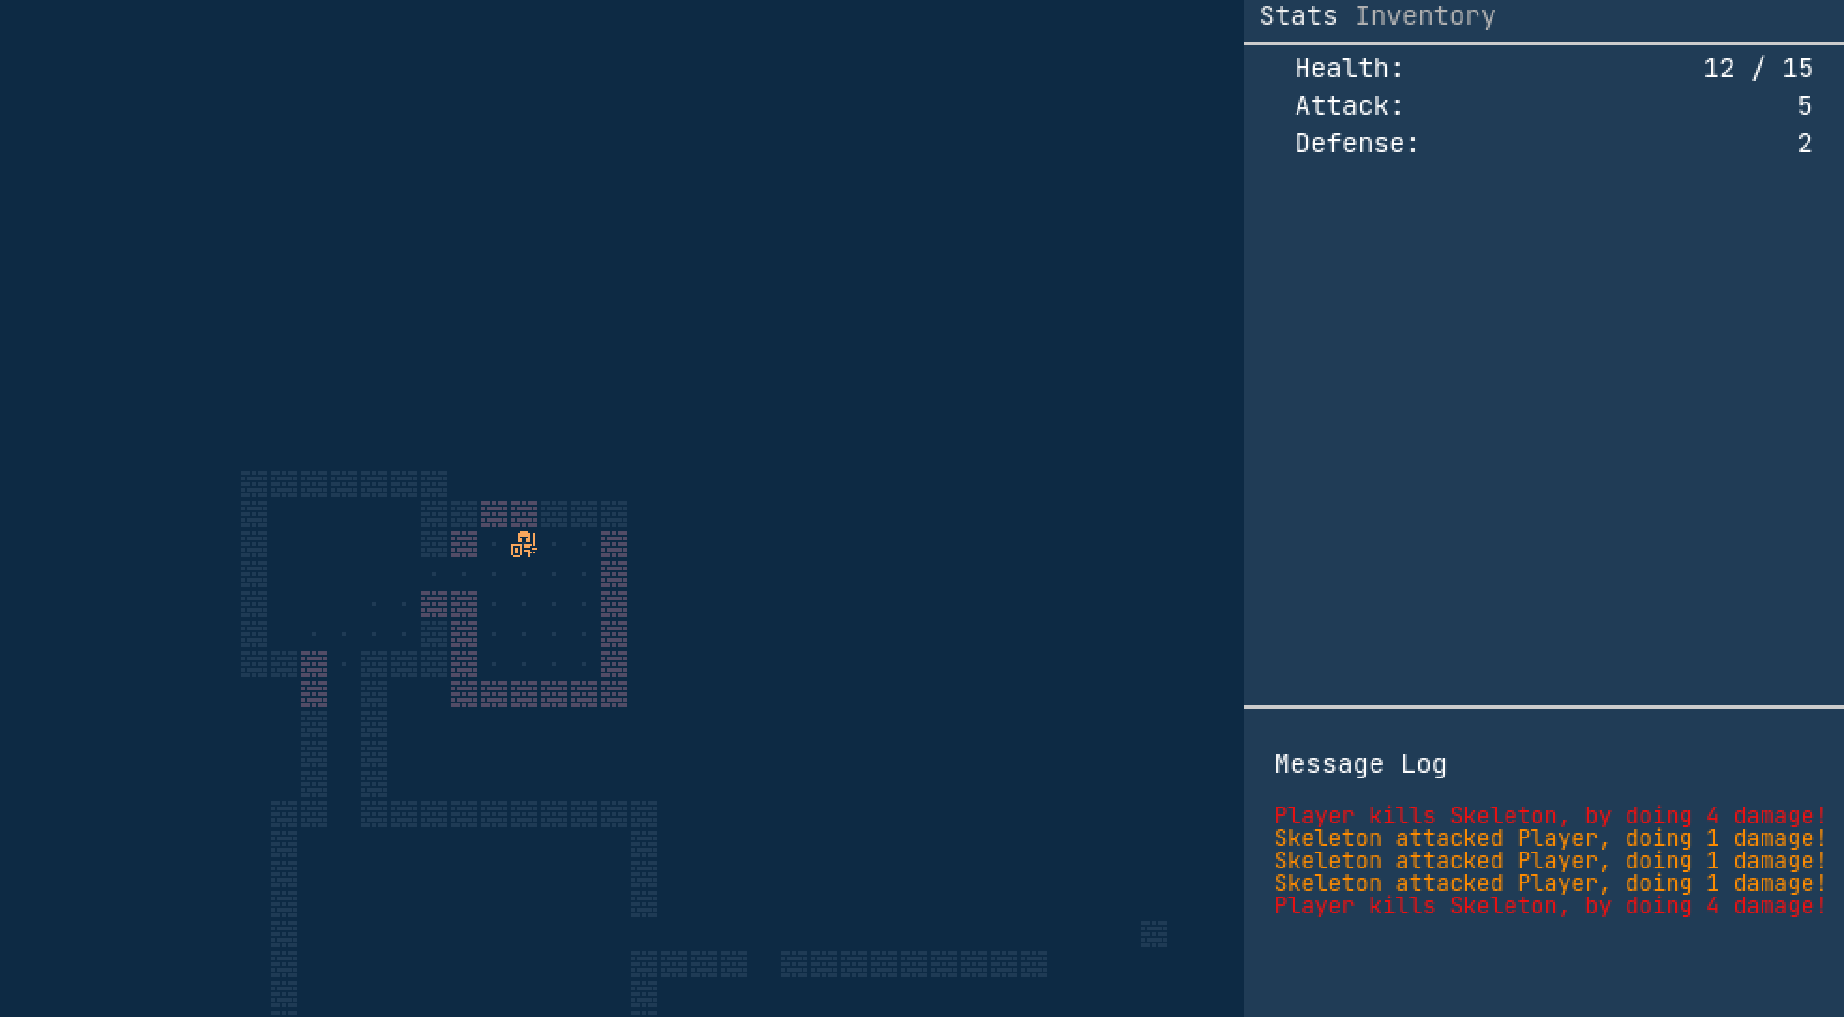 Stats Inventory
Health: 12 / 15
Attack: 5
Defense: 2
Message Log
Player kills Skeleton, by doing 4 damage!
Skeleton attacked Player, doing 1 damage!
Skeleton attacked Player, doing 1 damage!
Skeleton attacked Player, doing 1 damage!
Player kills Skeleton, by doing 4 damage!